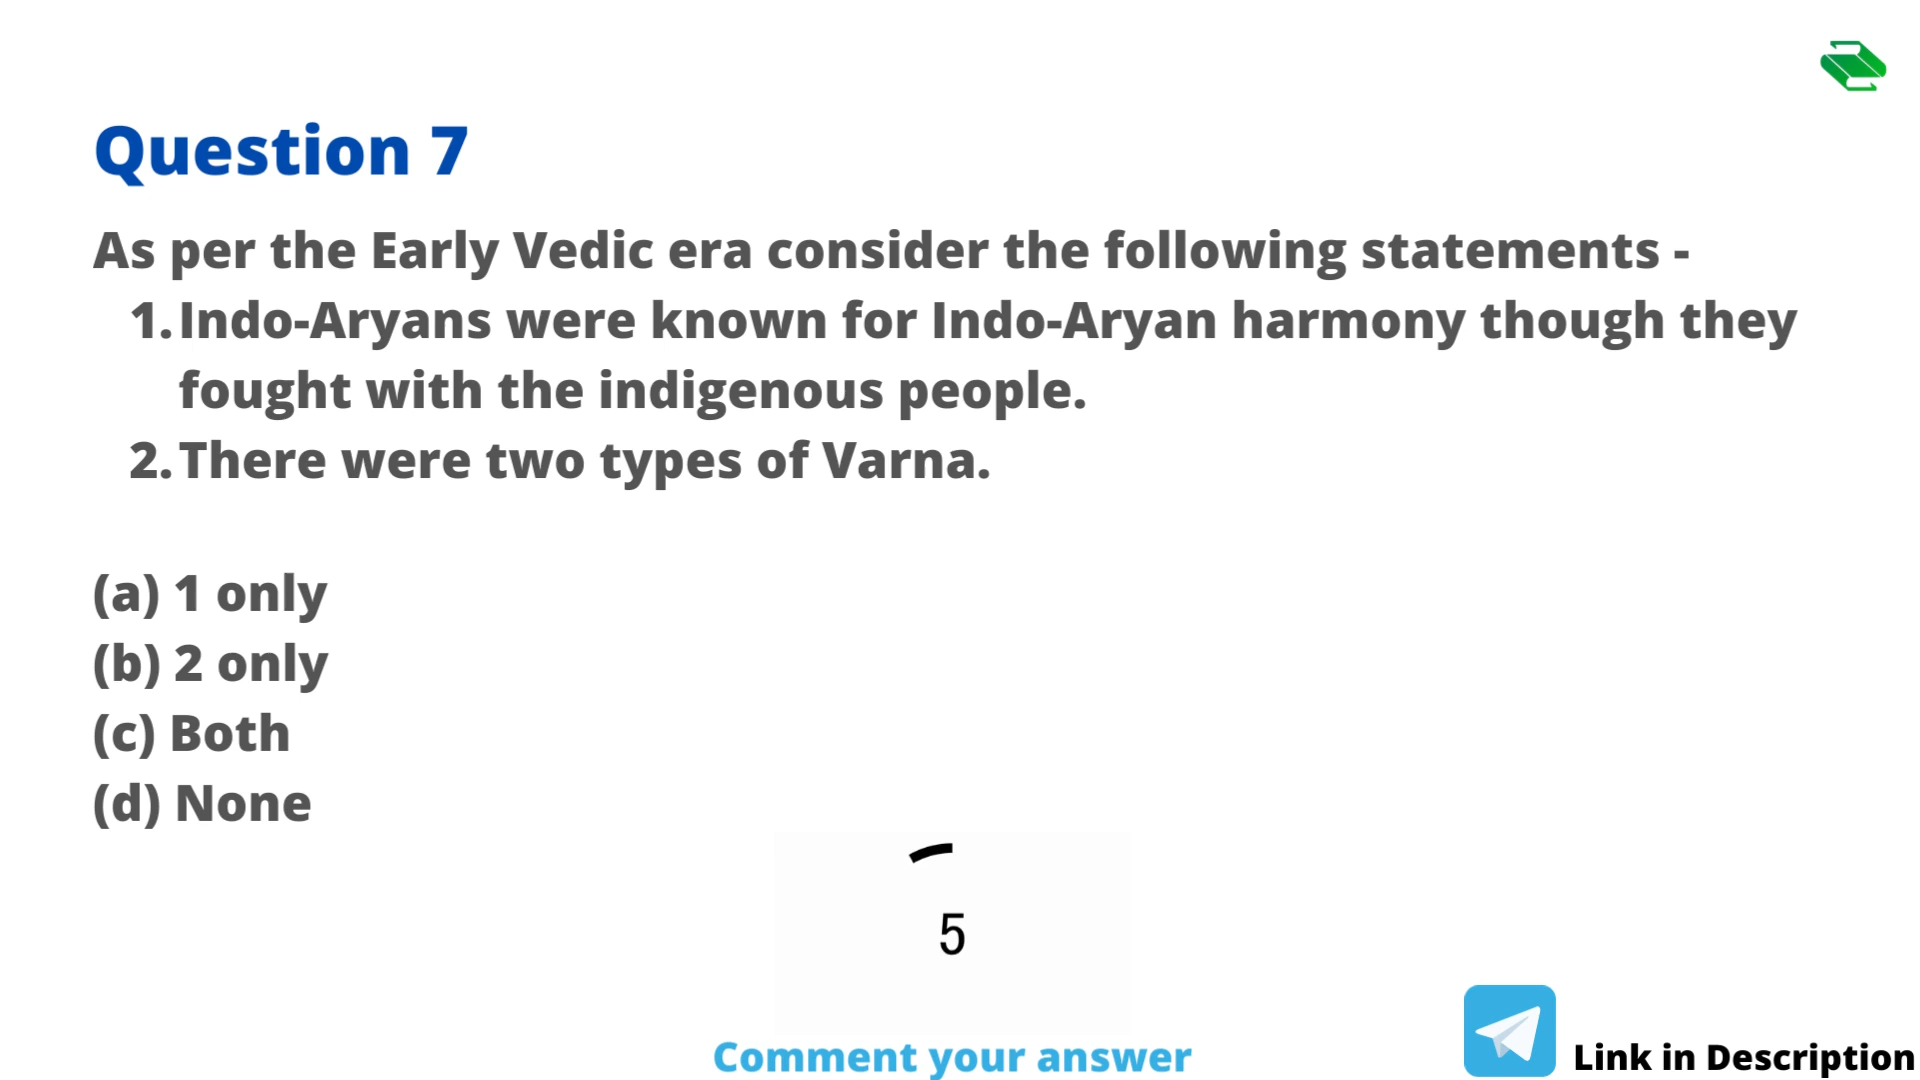 Question 7
As per the Early Vedic era consider the following statements -
1. Indo-Aryans were known for Indo-Aryan harmony though they
fought with the indigenous people.
2. There were two types of Varna.
(a) 1 only
(b) 2 only
(c) Both
(d) None
5
Comment your answer
Link in Description